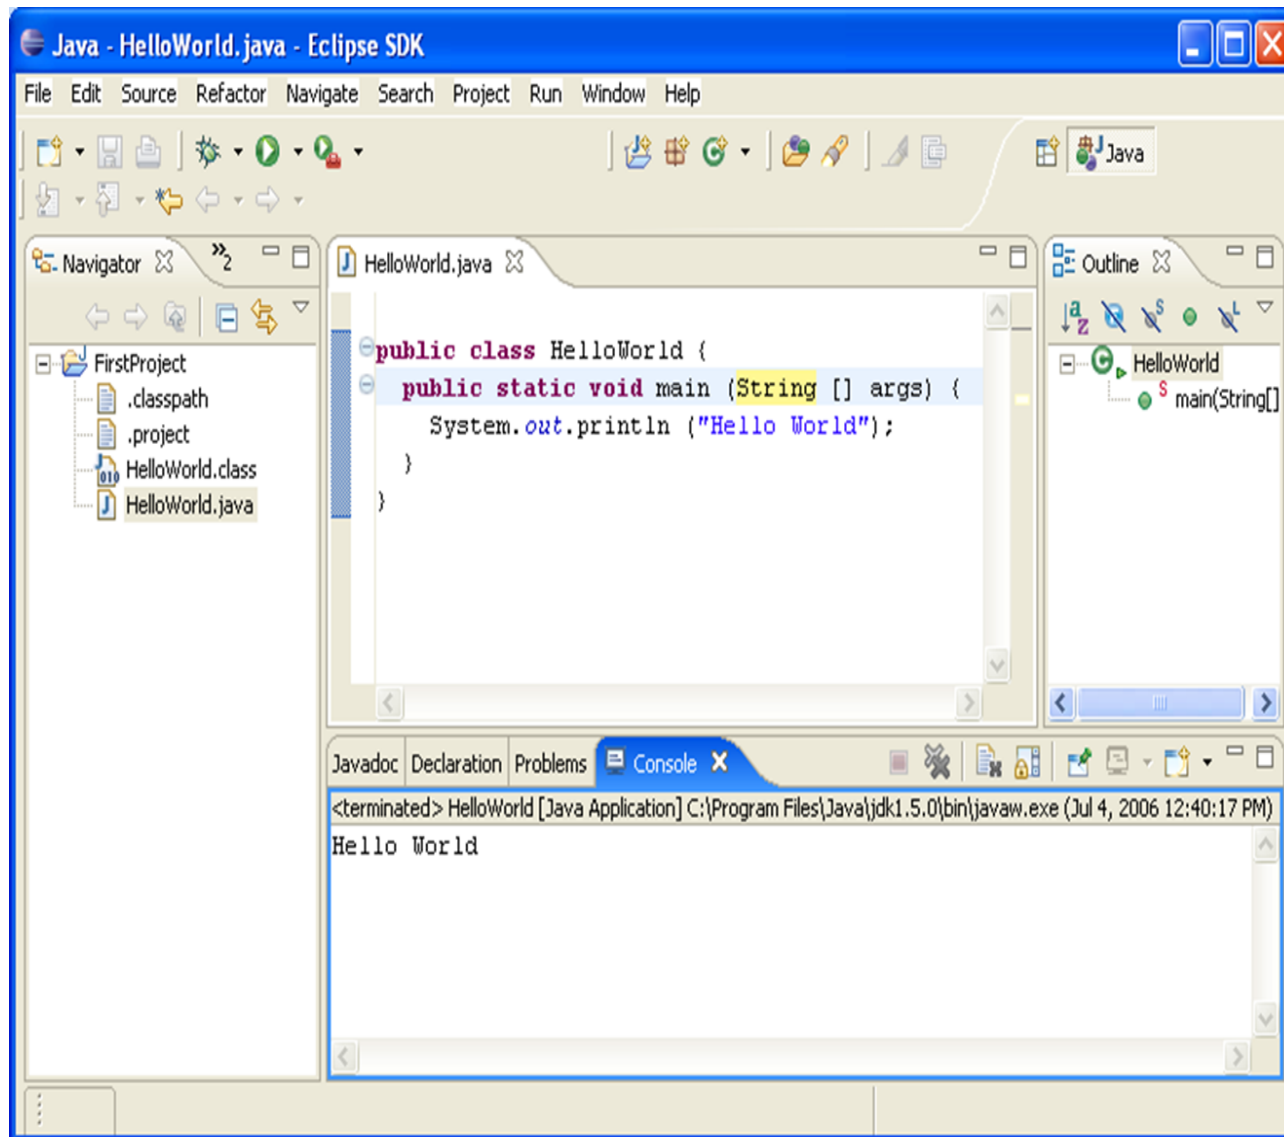 Java - HelloWorld.java - Eclipse SDK
File Edit Source Refactor Navigate Search Project Run Window Help
Java
Navigator »2
FirstProject
.classpath
.project
HelloWorld.class
HelloWorld.java
HelloWorld.java
public class HelloWorld {
public static void main (String [] args) {
System.out.println ("Hello World");
}
}
Outline
HelloWorld
S main(String[]
Javadoc Declaration Problems Console
<terminated> HelloWorld [Java Application] C:\Program Files\Java\jdk1.5.0\bin\javaw.exe (Jul 4, 2006 12:40:17 PM)
Hello World